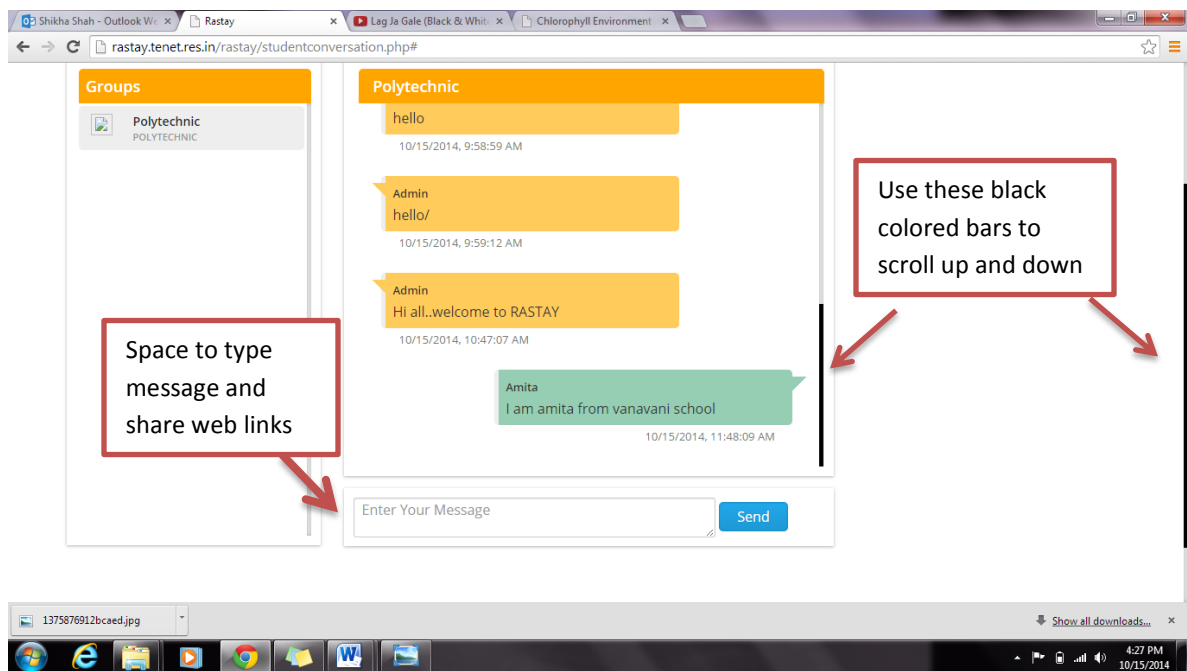 Shikha Shah - Outlook We
Rastay
Lag Ja Gale (Black & Whit
Chlorophyll Environment
rastay.tenet.res.in/rastay/studentconversation.php#
Groups
Polytechnic
POLYTECHNIC
Polytechnic
hello
10/15/2014, 9:58:59 AM
Admin
hello/
10/15/2014, 9:59:12 AM
Admin
Hi all..welcome to RASTAY
10/15/2014, 10:47:07 AM
Amita
I am amita from vanavani school
10/15/2014, 11:48:09 AM
Enter Your Message
Send
Space to type
message and
share web links
Use these black
colored bars to
scroll up and down
1375876912bcaed.jpg
Show all downloads...
4:27 PM
10/15/2014